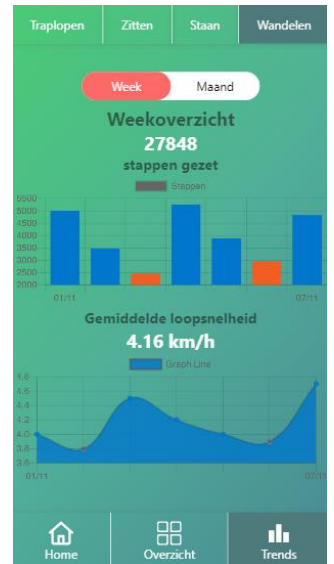 Traplopen Zitten Staan Wandelen
Week Maand
Weekoverzicht
27848
stappen gezet
Stappen
5500
5000
4500
4000
3500
3000
2500
2000
01/11 07/11
Gemiddelde loopsnelheid
4.16 km/h
Graph Line
4.8
4.6
4.4
4.2
4.0
3.8
3.6
01/11 07/11
Home Overzicht Trends